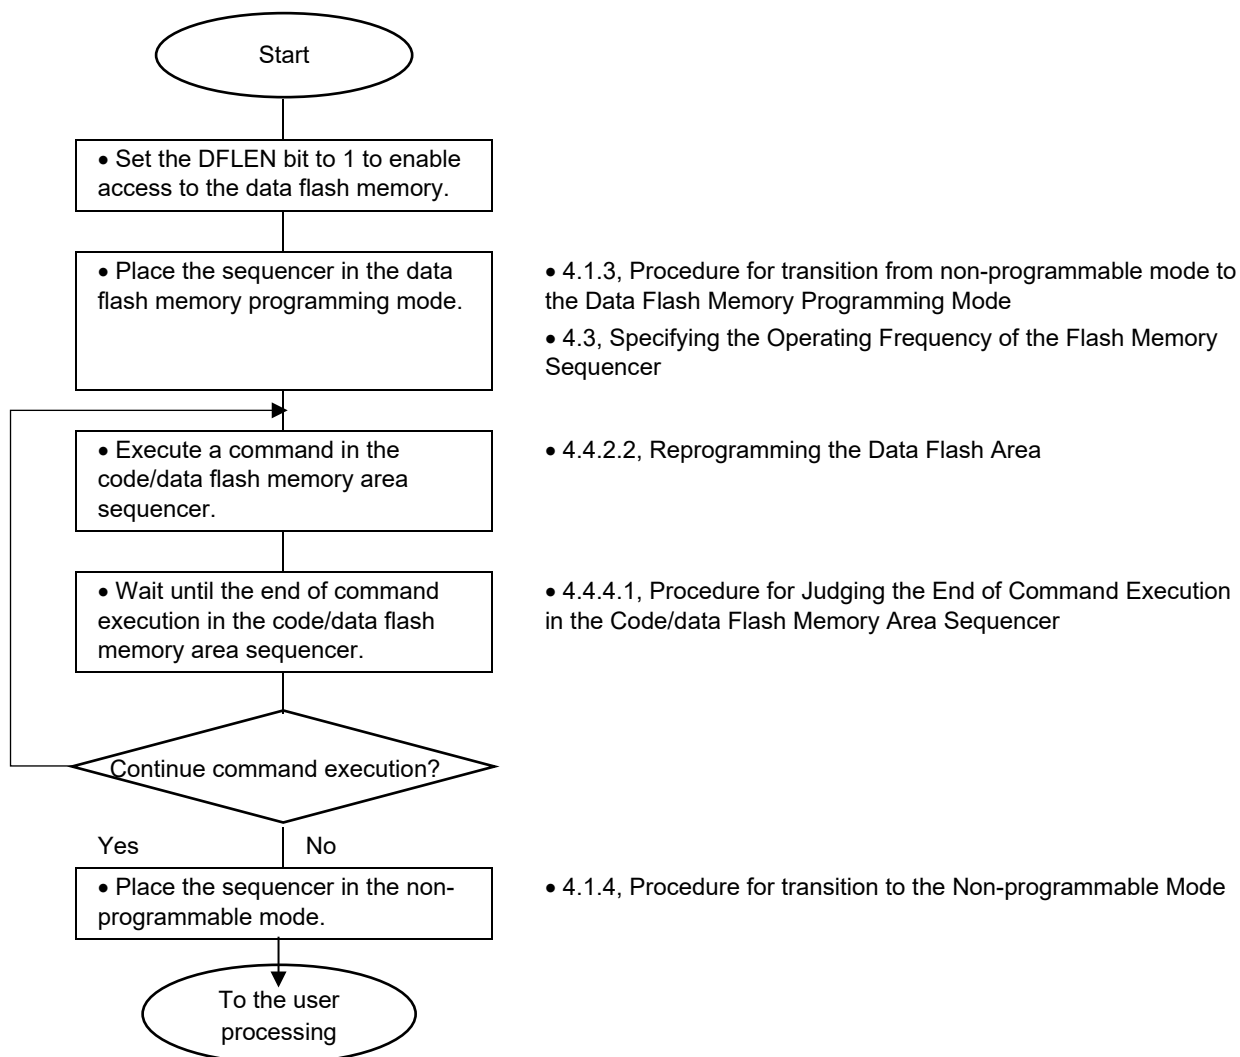 Start
• Set the DFLEN bit to 1 to enable
access to the data flash memory.
• Place the sequencer in the data
flash memory programming mode.
• 4.1.3, Procedure for transition from non-programmable mode to
the Data Flash Memory Programming Mode
• 4.3, Specifying the Operating Frequency of the Flash Memory
Sequencer
• Execute a command in the
code/data flash memory area
sequencer.
• 4.4.2.2, Reprogramming the Data Flash Area
• Wait until the end of command
execution in the code/data flash
memory area sequencer.
• 4.4.4.1, Procedure for Judging the End of Command Execution
in the Code/data Flash Memory Area Sequencer
Continue command execution?
Yes
No
• Place the sequencer in the non-
programmable mode.
• 4.1.4, Procedure for transition to the Non-programmable Mode
To the user
processing